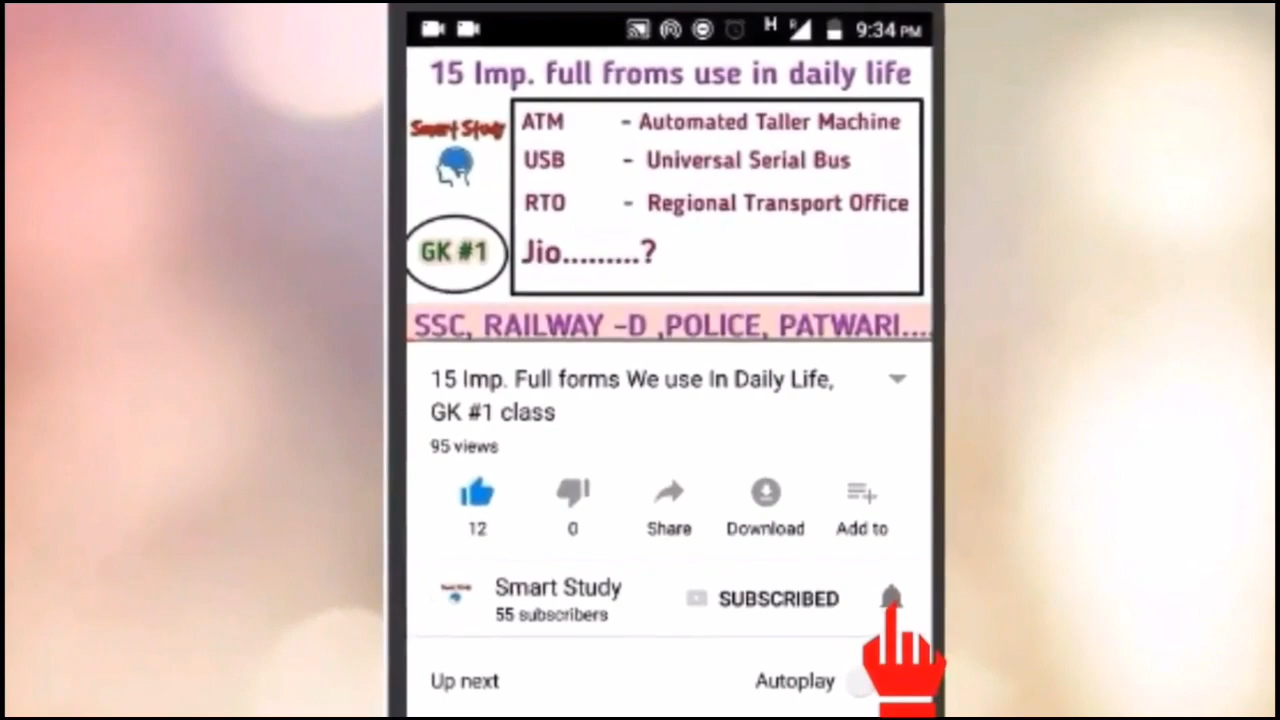 H R 9:34 PM
15 Imp. full froms use in daily life
Smart Study
ATM - Automated Taller Machine
USB - Universal Serial Bus
RTO - Regional Transport Office
GK #1
Jio.........?
SSC, RAILWAY -D ,POLICE, PATWARI....
15 Imp. Full forms We use In Daily Life,
GK #1 class
95 views
12 0 Share Download Add to
Smart Study
55 subscribers
SUBSCRIBED
Up next Autoplay